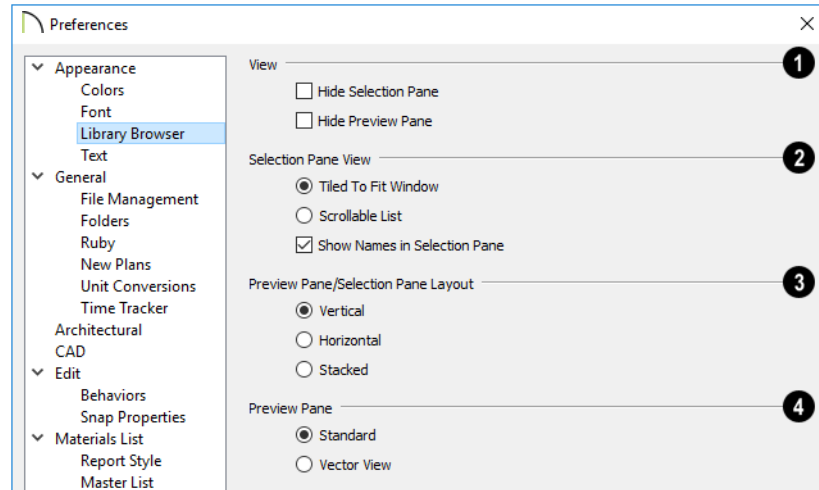 Preferences
Appearance
Colors
Font
Library Browser
Text
General
File Management
Folders
Ruby
New Plans
Unit Conversions
Time Tracker
Architectural
CAD
Edit
Behaviors
Snap Properties
Materials List
Report Style
Master List
View
1
Hide Selection Pane
Hide Preview Pane
Selection Pane View
2
Tiled To Fit Window
Scrollable List
Show Names in Selection Pane
Preview Pane/Selection Pane Layout
3
Vertical
Horizontal
Stacked
Preview Pane
4
Standard
Vector View